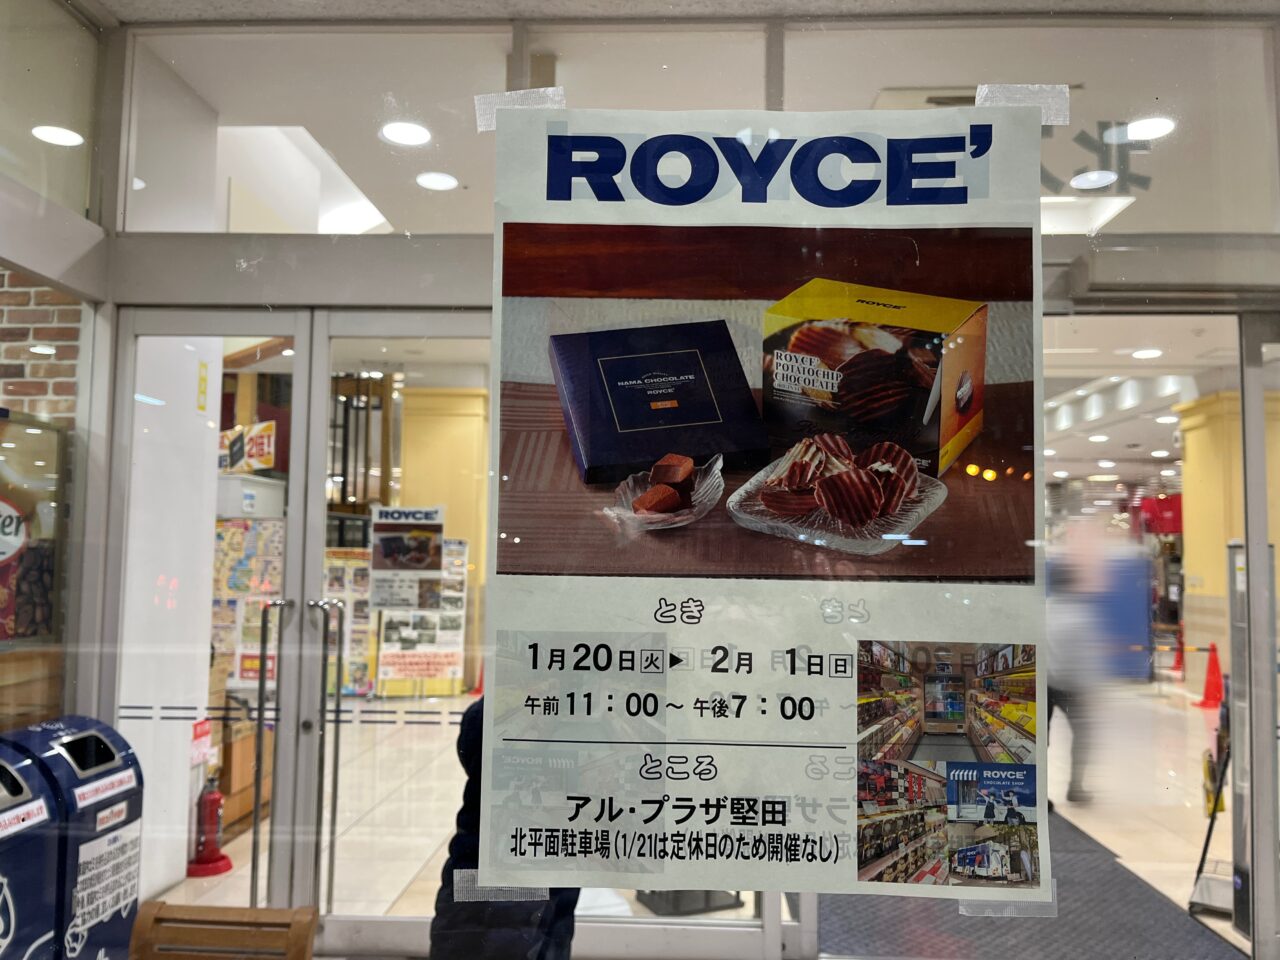 ROYCE'
ROYCE'
NAMA CHOCOLATE
ROYCE'
ROYCE'
POTATOCHIP
CHOCOLATE
とき
1月20日火▶2月 1日日
午前11：00～午後7：00
ところ
アル・プラザ堅田
北平面駐車場(1/21は定休日のため開催なし)
ROYCE'
CHOCOLATE SHOP
ROYCE'
2倍!